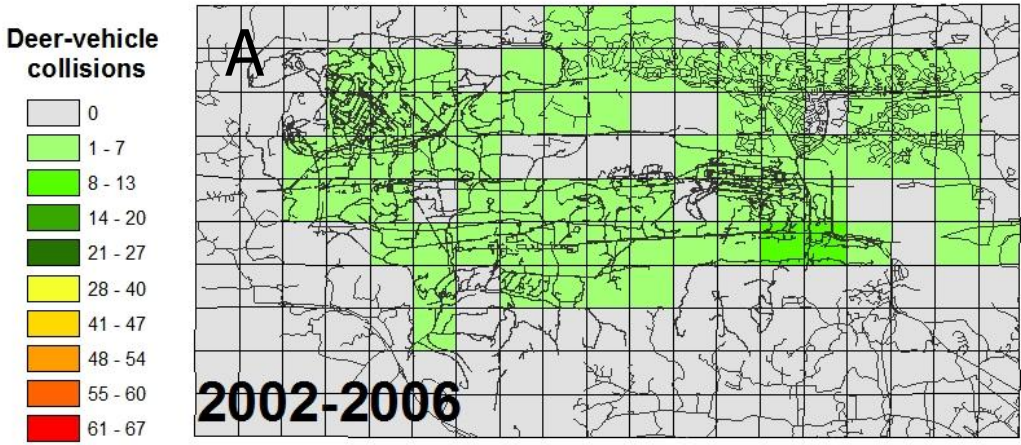 Deer-vehicle
collisions
0
1 - 7
8 - 13
14 - 20
21 - 27
28 - 40
41 - 47
48 - 54
55 - 60
61 - 67
A
2002-2006